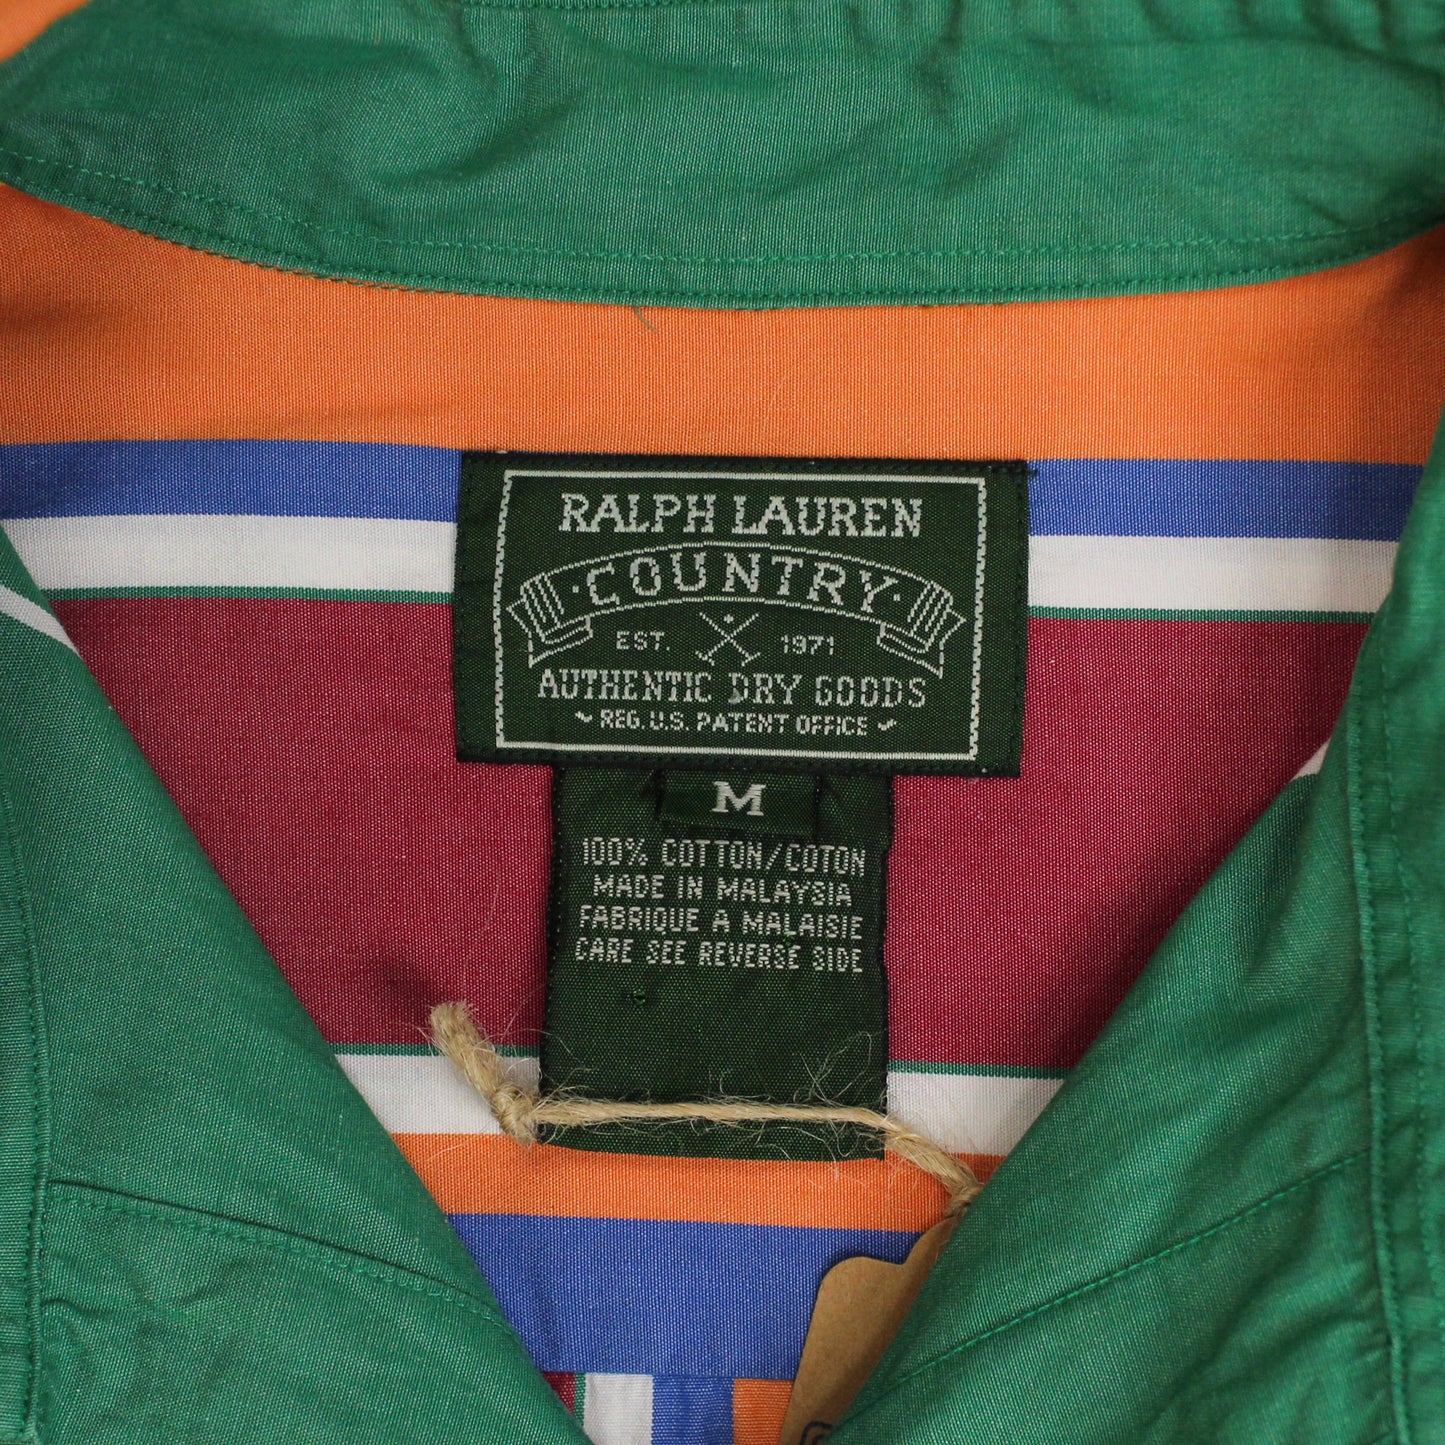 RALPH LAUREN
·COUNTRY·
EST. 1971
AUTHENTIC DRY GOODS
REG. U.S. PATENT OFFICE
M
100% COTTON/COTON
MADE IN MALAYSIA
FABRIQUE A MALAISIE
CARE SEE REVERSE SIDE